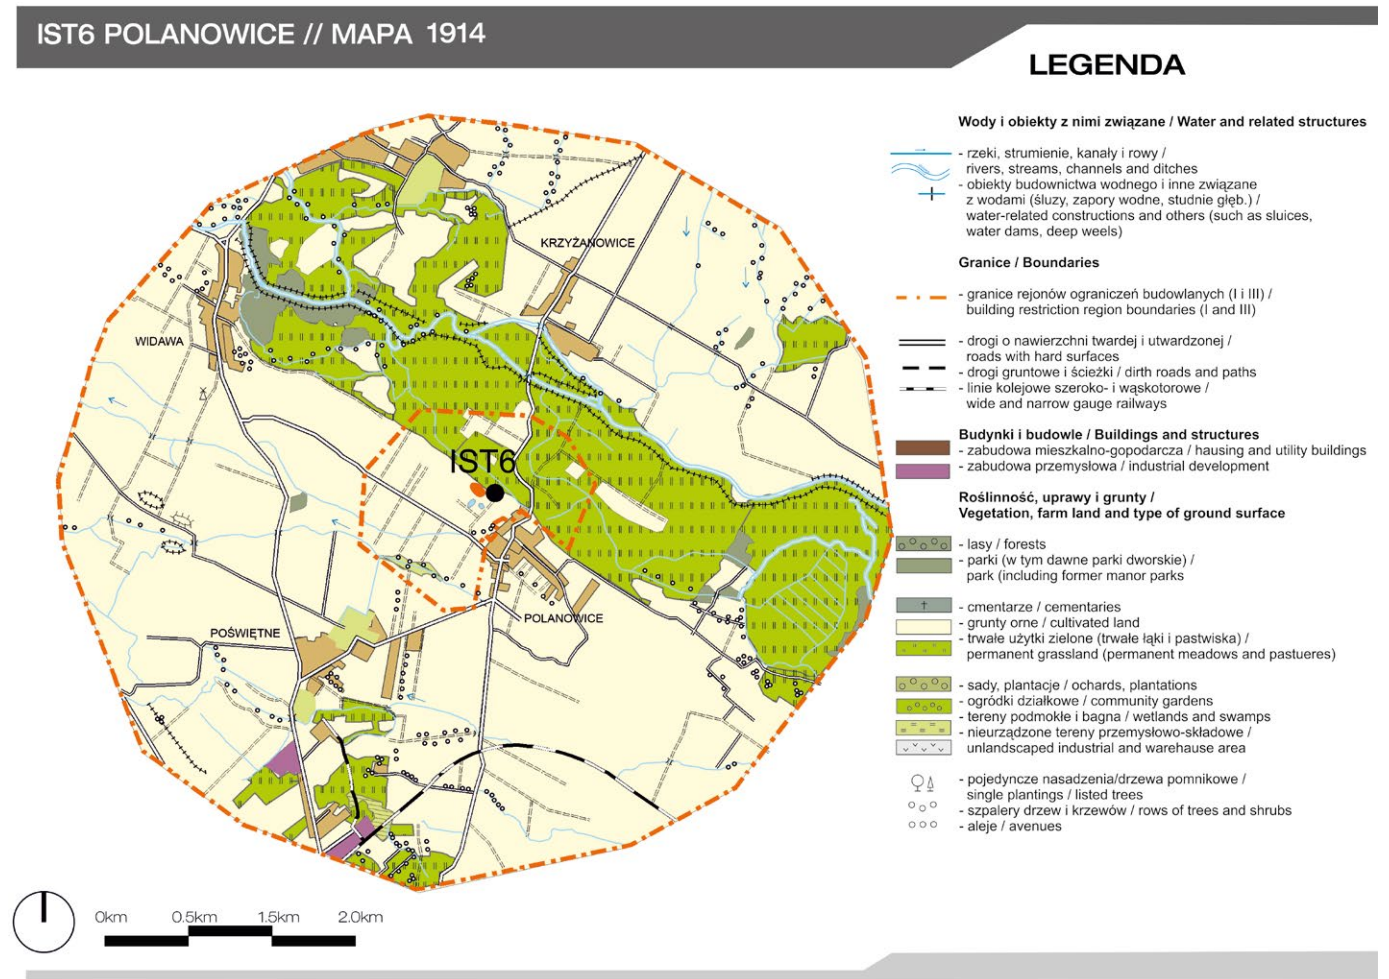 IST6 POLANOWICE // MAPA 1914
LEGENDA
Wody i obiekty z nimi związane / Water and related structures
- rzeki, strumienie, kanały i rowy /
rivers, streams, channels and ditches
- obiekty budownictwa wodnego i inne związane
z wodami (śluzy, zapory wodne, studnie głęb.) /
water-related constructions and others (such as sluices,
water dams, deep weels)
Granice / Boundaries
- granice rejonów ograniczeń budowlanych (I i III) /
building restriction region boundaries (I and III)
- drogi o nawierzchni twardej i utwardzonej /
roads with hard surfaces
- drogi gruntowe i ścieżki / dirth roads and paths
- linie kolejowe szeroko- i wąskotorowe /
wide and narrow gauge railways
Budynki i budowle / Buildings and structures
- zabudowa mieszkalno-gopodarcza / housing and utility buildings
- zabudowa przemysłowa / industrial development
Roślinność, uprawy i grunty /
Vegetation, farm land and type of ground surface
- lasy / forests
- parki (w tym dawne parki dworskie) /
park (including former manor parks
- cmentarze / cementaries
- grunty orne / cultivated land
- trwałe użytki zielone (trwałe łąki i pastwiska) /
permanent grassland (permanent meadows and pastueres)
- sady, plantacje / ochards, plantations
- ogródki działkowe / community gardens
- tereny podmokłe i bagna / wetlands and swamps
- nieurządzone tereny przemysłowo-składowe /
unlandscaped industrial and warehause area
- pojedyncze nasadzenia/drzewa pomnikowe /
single plantings / listed trees
- szpalery drzew i krzewów / rows of trees and shrubs
- aleje / avenues
KRZYŻANOWICE
WIDAWA
IST6
POLANOWICE
POŚWIĘTNE
0km 0.5km 1.5km 2.0km